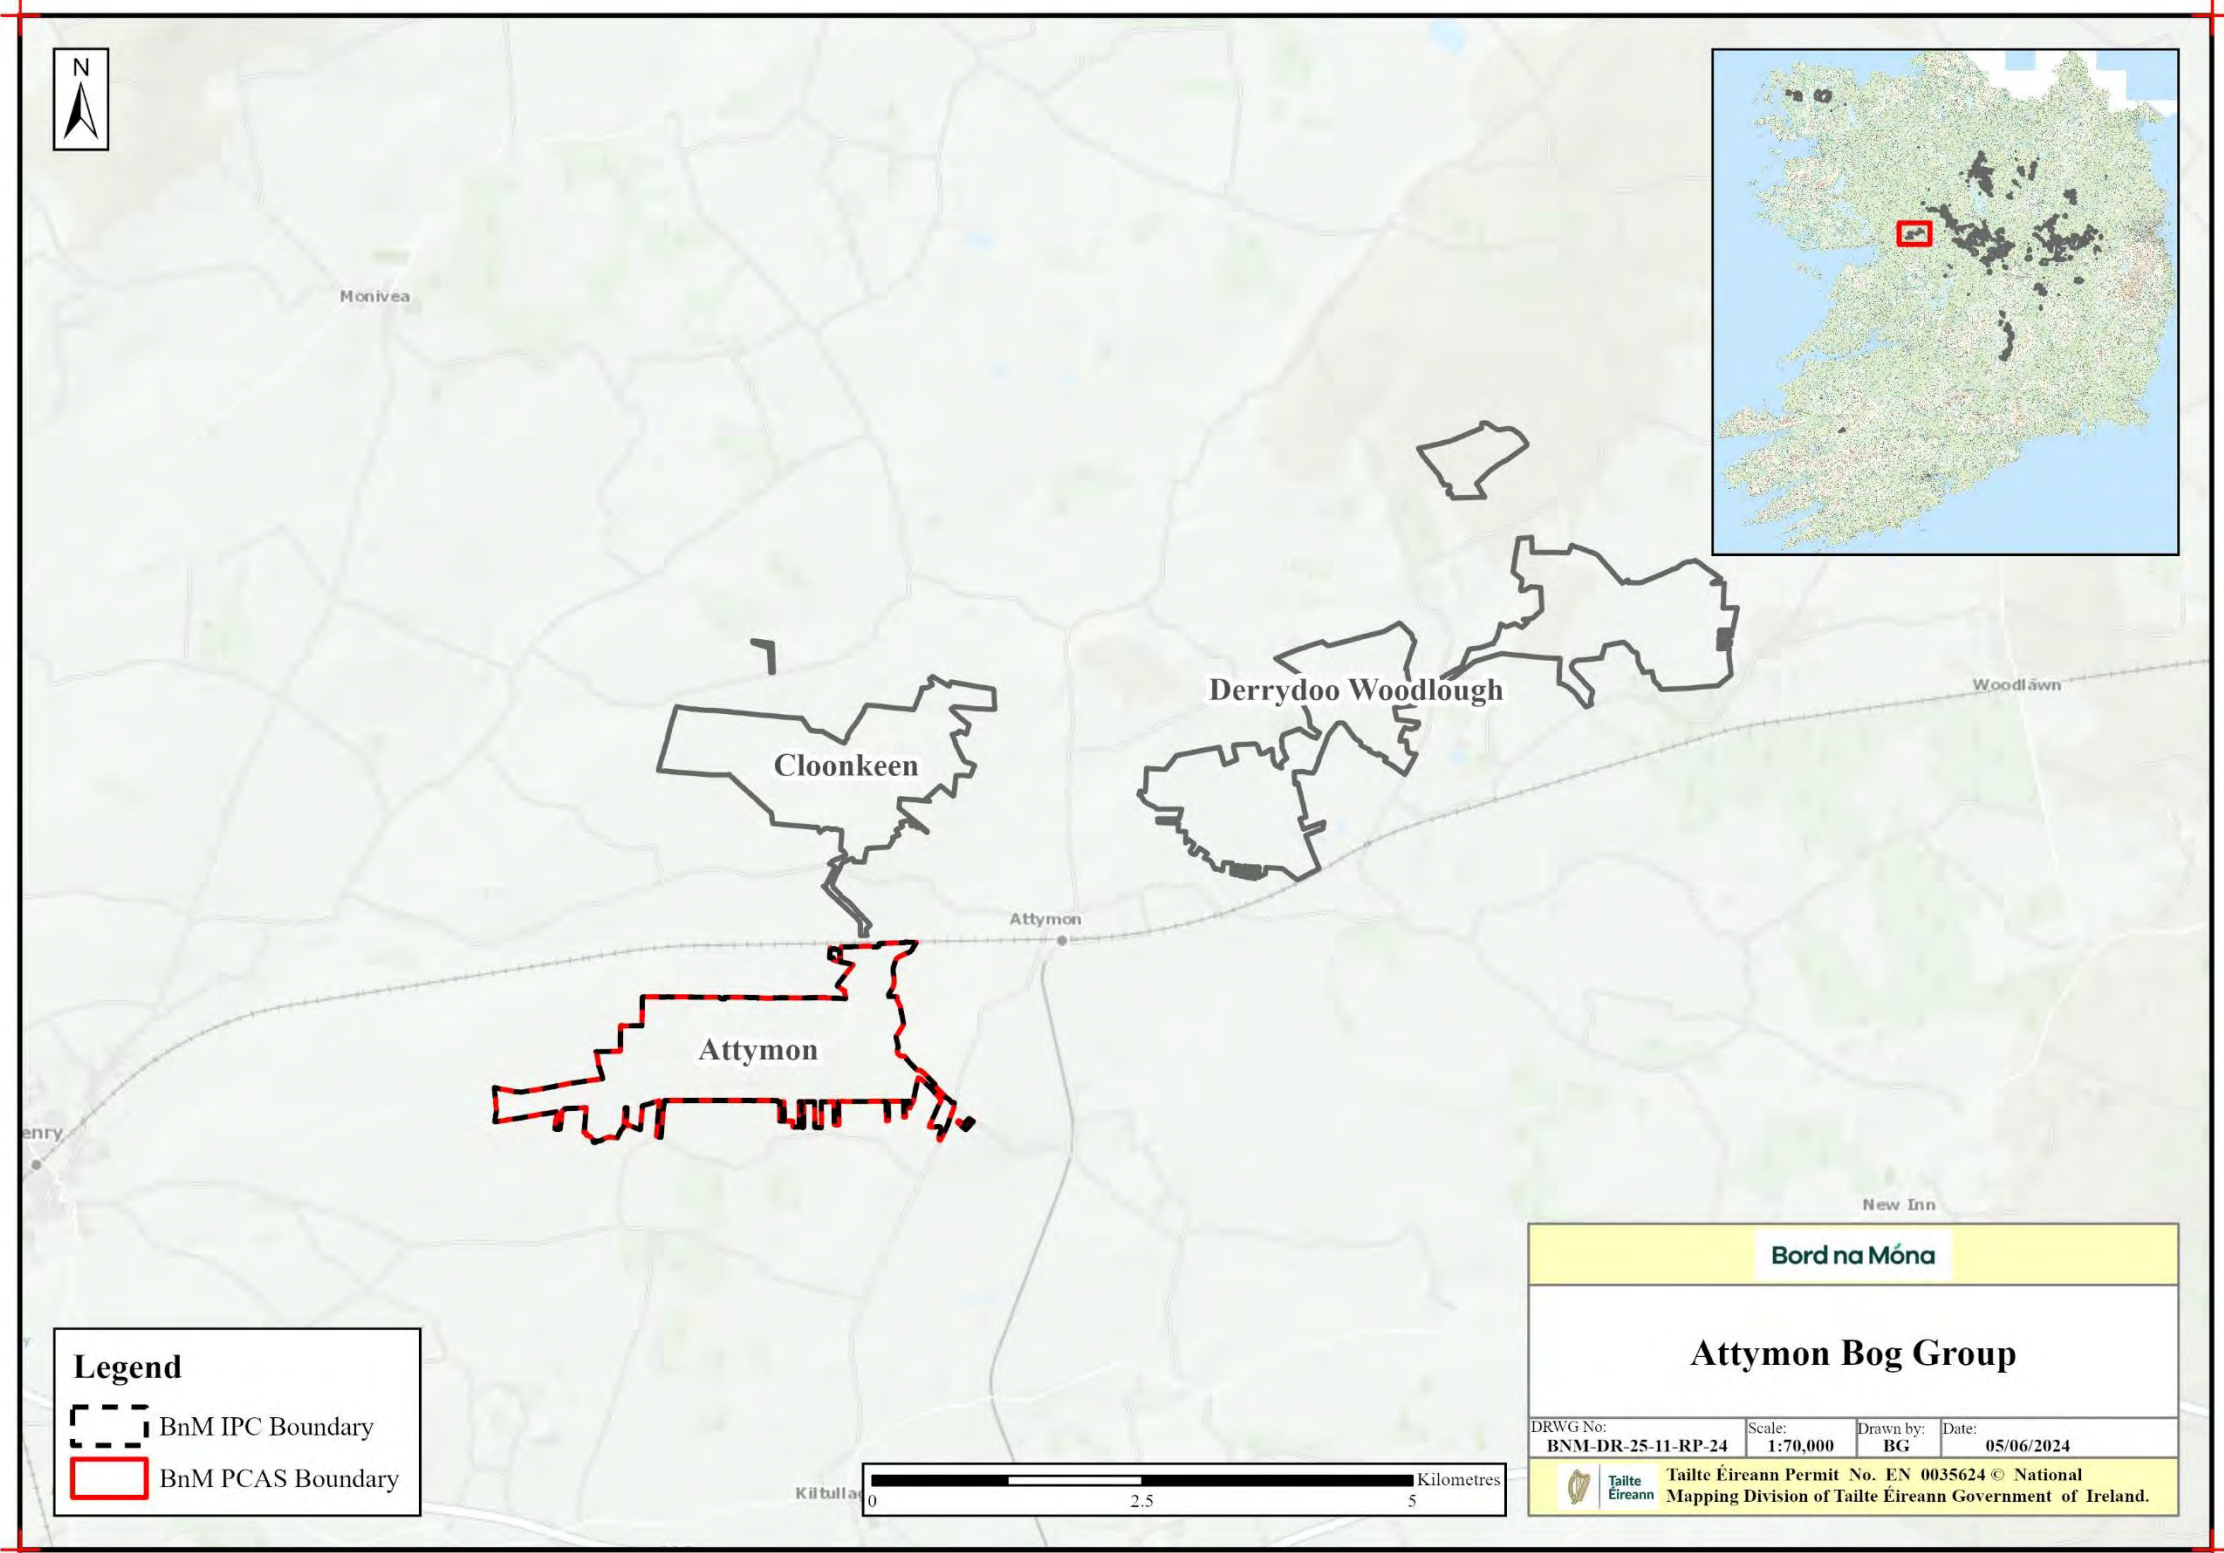 N
Monivea
Woodlawn
Derrydoo Woodlough
Cloonkeen
Attymon
Attymon
enry
New Inn
Bord na Móna
Attymon Bog Group
DRWG No:
BNM-DR-25-11-RP-24
Scale:
1:70,000
Drawn by:
BG
Date:
05/06/2024
Tailte
Éireann
Tailte Éireann Permit No. EN 0035624 © National
Mapping Division of Tailte Éireann Government of Ireland.
Legend
BnM IPC Boundary
BnM PCAS Boundary
Kiltulla
Kilometres
0 2.5 5